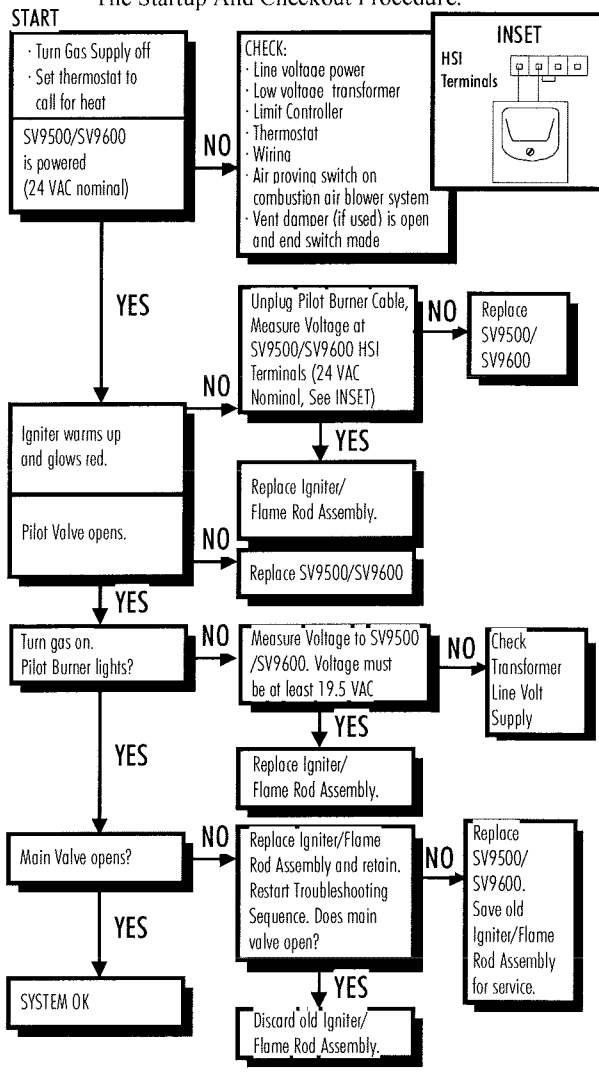 The Startup And Checkout Procedure.
START
· Turn Gas Supply off
· Set thermostat to
call for heat
SV9500/SV9600
is powered
(24 VAC nominal)
NO
CHECK:
· Line voltage power
· Low voltage transformer
· Limit Controller
· Thermostat
· Wiring
· Air proving switch on
combustion air blower system
· Vent damper (if used) is open
and end switch made
INSET
HSI
Terminals
YES
Igniter warms up
and glows red.
NO
Unplug Pilot Burner Cable,
Measure Voltage at
SV9500/SV9600 HSI
Terminals (24 VAC
Nominal, See INSET)
NO
Replace
SV9500/
SV9600
YES
Replace Igniter/
Flame Rod Assembly.
Pilot Valve opens.
NO
Replace SV9500/SV9600
YES
Turn gas on.
Pilot Burner lights?
NO
Measure Voltage to SV9500
/SV9600. Voltage must
be at least 19.5 VAC
NO
Check
Transformer
Line Volt
Supply
YES
Replace Igniter/
Flame Rod Assembly.
YES
Main Valve opens?
NO
Replace Igniter/Flame
Rod Assembly and retain.
Restart Troubleshooting
Sequence. Does main
valve open?
NO
Replace
SV9500/
SV9600.
Save old
Igniter/Flame
Rod Assembly
for service.
YES
Discard old Igniter/
Flame Rod Assembly.
YES
SYSTEM OK